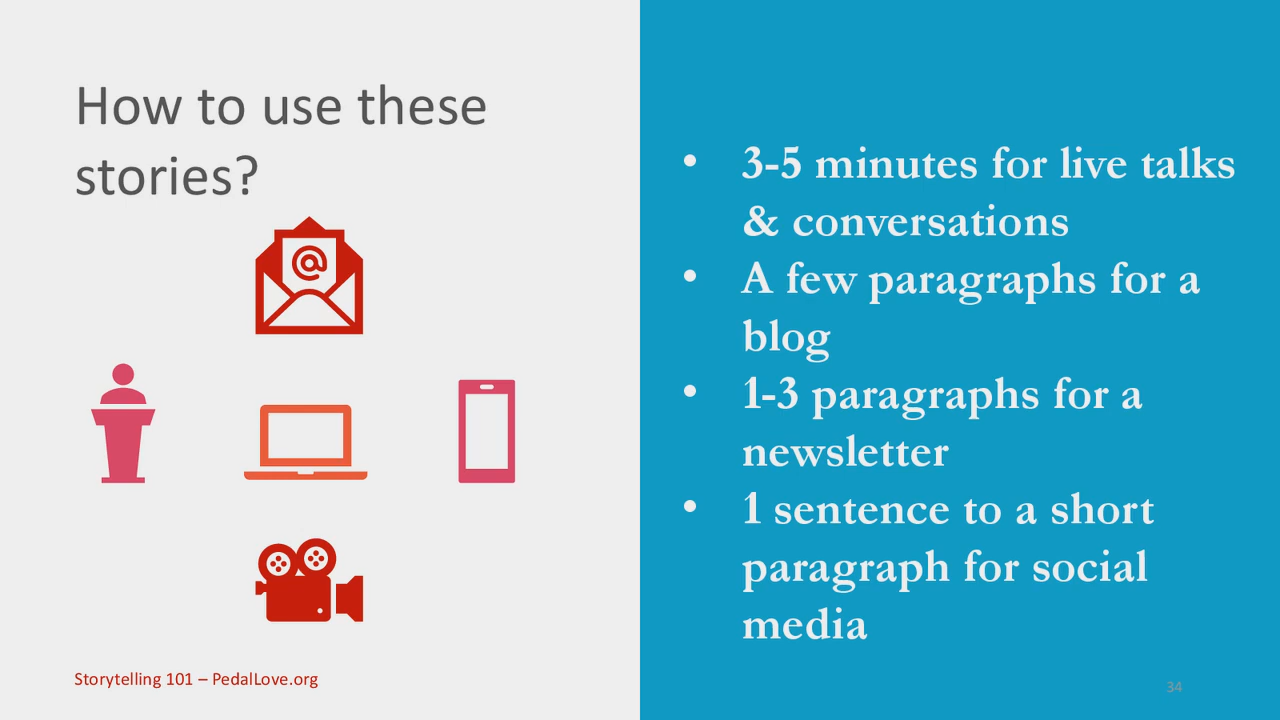 How to use these
stories?
@
• 3-5 minutes for live talks
& conversations
• A few paragraphs for a
blog
• 1-3 paragraphs for a
newsletter
• 1 sentence to a short
paragraph for social
media
Storytelling 101 – PedalLove.org
34